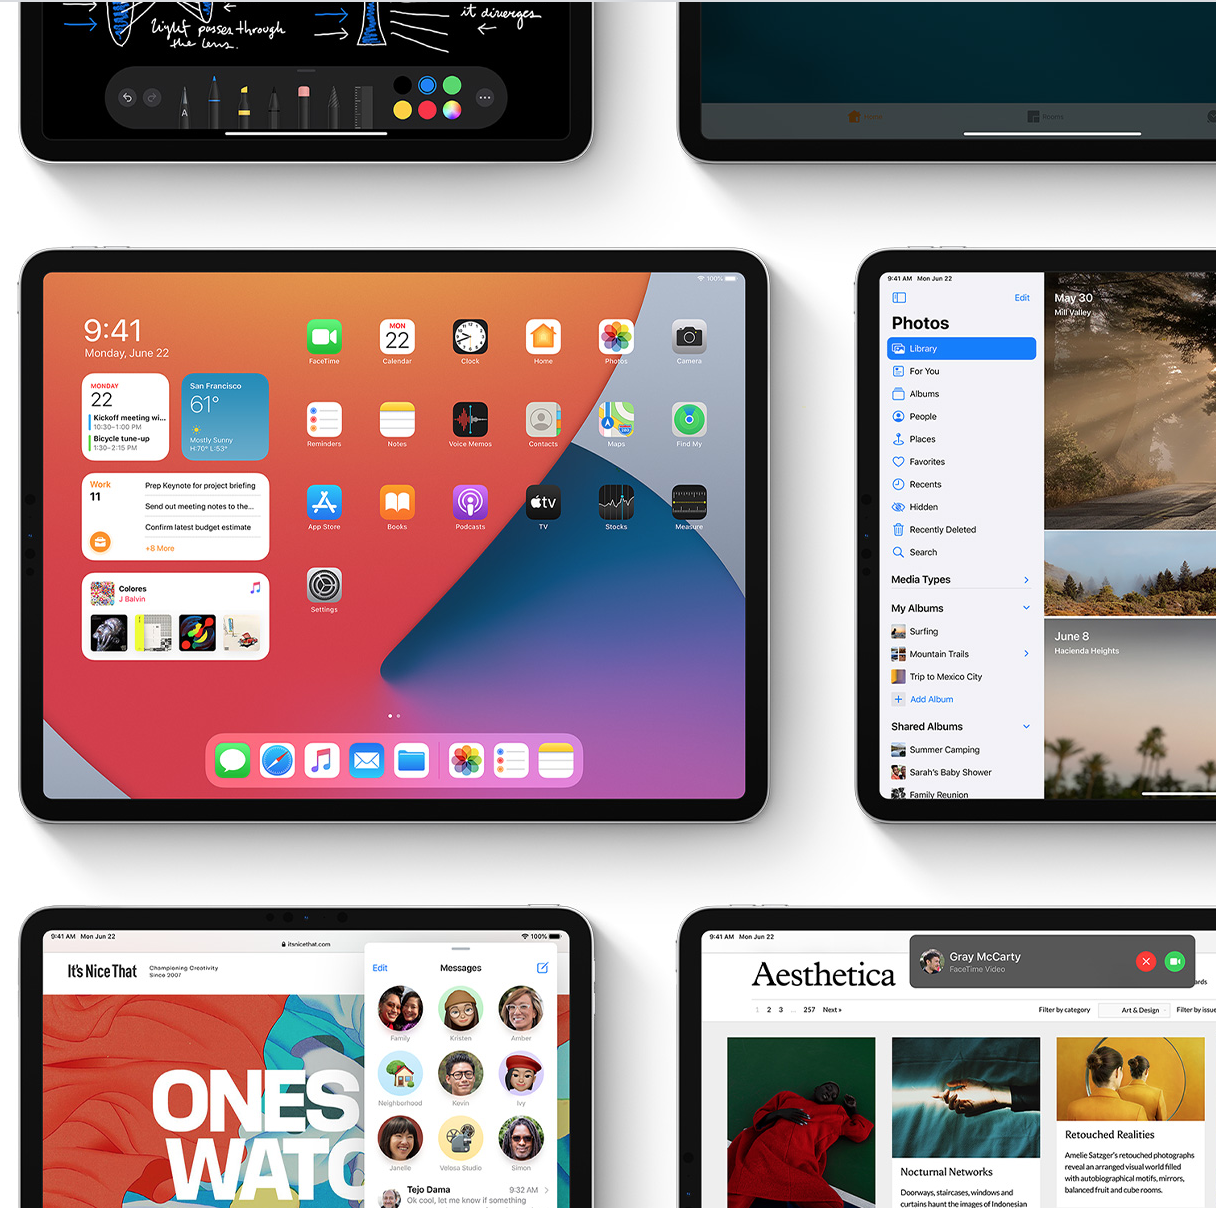 it diverges
light passes through
the lens.
A
Home
Rooms
9:41
Monday, June 22
100%
MONDAY
22
Kickoff meeting wi...
10:30–1:00 PM
Bicycle tune-up
1:30–2:15 PM
San Francisco
61°
Mostly Sunny
H:70° L:53°
Work
11
Prep Keynote for project briefing
Send out meeting notes to the...
Confirm latest budget estimate
+8 More
Colores
J Balvin
MON
22
FaceTime
Calendar
Clock
Home
Photos
Camera
Reminders
Notes
Voice Memos
Contacts
Maps
Find My
tv
App Store
Books
Podcasts
TV
Stocks
Measure
Settings
9:41 AM Mon Jun 22
Edit
Photos
Library
For You
Albums
People
Places
Favorites
Recents
Hidden
Recently Deleted
Search
Media Types
My Albums
Surfing
Mountain Trails
Trip to Mexico City
Add Album
Shared Albums
Summer Camping
Sarah's Baby Shower
Family Reunion
May 30
Mill Valley
June 8
Hacienda Heights
9:41 AM Mon Jun 22
100%
itsnicethat.com
It's Nice That
Championing Creativity
Since 2007
ONES
WATC
Edit
Messages
Family
Kristen
Amber
Neighborhood
Kevin
Ivy
Janelle
Velosa Studio
Simon
Tejo Dama
9:32 AM
Ok cool, let me know if something
9:41 AM Mon Jun 22
Aesthetica
Gray McCarty
FaceTime Video
ards
1 2 3 ... 257 Next »
Filter by category
Art & Design
Filter by issue
Nocturnal Networks
Doorways, staircases, windows and
curtains haunt the images of Indonesian
Retouched Realities
Amelie Satzger's retouched photographs
reveal an arranged visual world filled
with autobiographical motifs, mirrors,
balanced fruit and cube rooms.